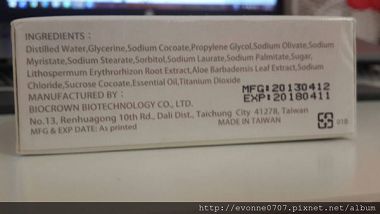 INGREDIENTS:
Distilled Water,Glycerine,Sodium Cocoate,Propylene Glycol,Sodium Olivate,Sodium
Myristate,Sodium Stearate,Sorbitol,Sodium Laurate,Sodium Palmitate,Sugar,
Lithospermum Erythrorhizon Root Extract,Aloe Barbadensis Leaf Extract,Sodium
Chloride,Sucrose Cocoate,Essential Oil,Titanium Dioxide
MANUFACTURED BY
BIOCROWN BIOTECHNOLOGY CO., LTD.
No.13, Renhuagong 10th Rd., Dali Dist., Taichung City 41278, Taiwan
MFG & EXP DATE: As printed
MFG:20130412
EXP:20180411
MADE IN TAIWAN
01B
http://evonne0707.pixnet.net/album